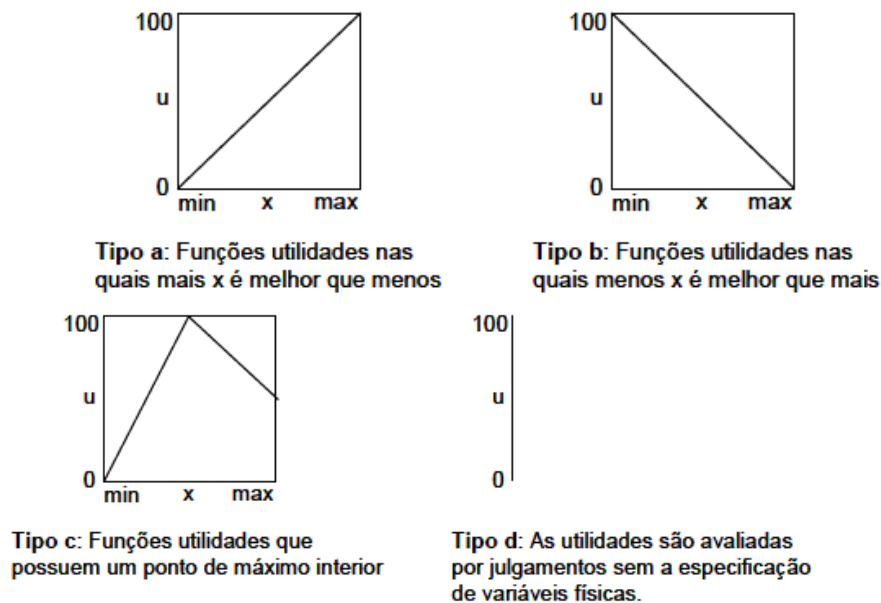 100
u
0
min x max
Tipo a: Funções utilidades nas
quais mais x é melhor que menos
100
u
0
min x max
Tipo b: Funções utilidades nas
quais menos x é melhor que mais
100
u
0
min x max
Tipo c: Funções utilidades que
possuem um ponto de máximo interior
100
u
0
Tipo d: As utilidades são avaliadas
por julgamentos sem a especificação
de variáveis físicas.